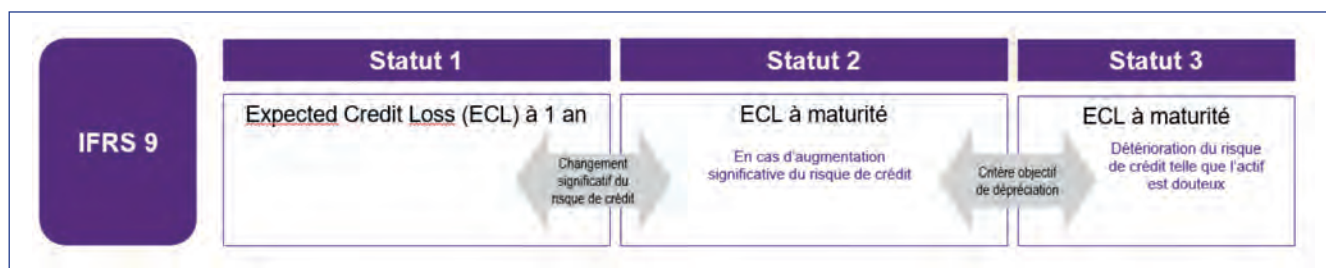 IFRS 9
Statut 1
Expected Credit Loss (ECL) à 1 an
Changement
significatif du
risque de crédit
Statut 2
ECL à maturité
En cas d'augmentation
significative du risque de crédit
Critère objectif
de dépréciation
Statut 3
ECL à maturité
Détérioration du risque
de crédit telle que l'actif
est douteux